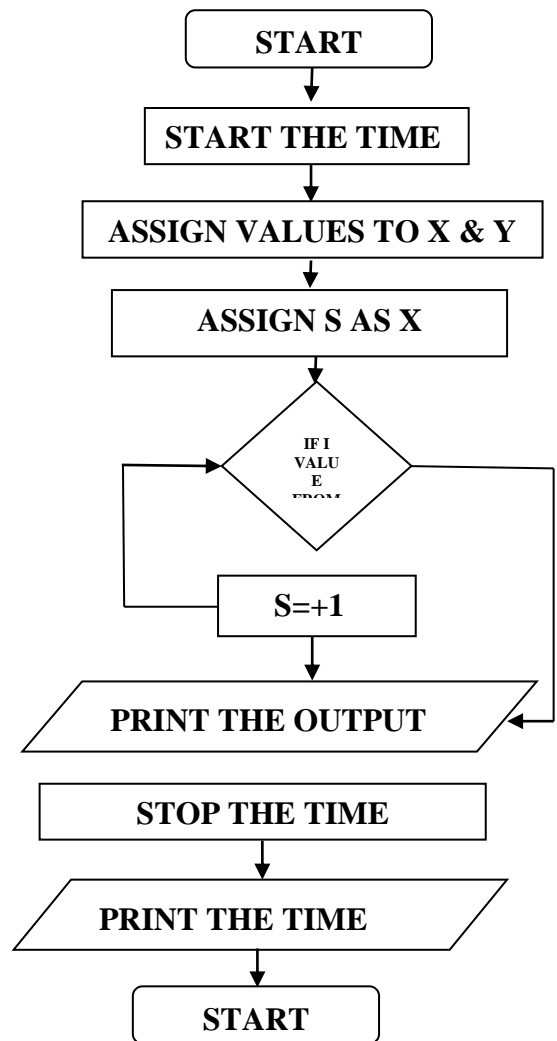 START
START THE TIME
ASSIGN VALUES TO X & Y
ASSIGN S AS X
IF I
VALU
E
FROM
S=+1
PRINT THE OUTPUT
STOP THE TIME
PRINT THE TIME
START